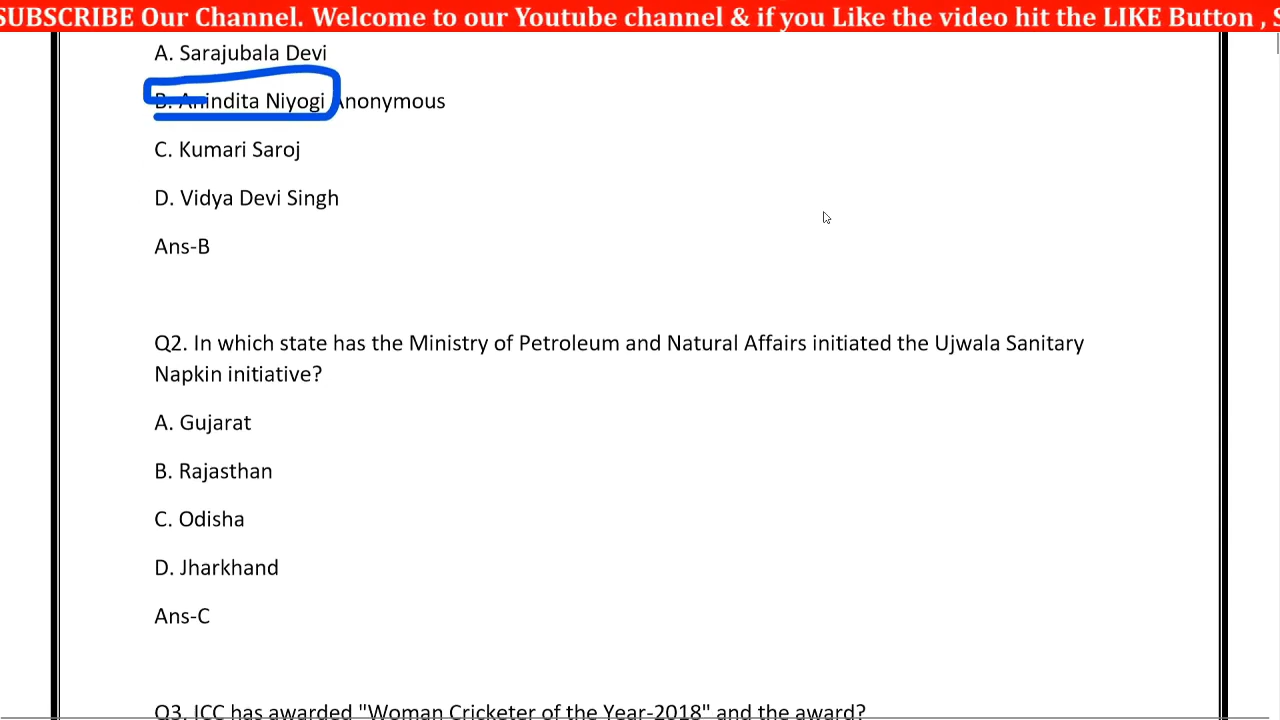 SUBSCRIBE Our Channel. Welcome to our Youtube channel & if you Like the video hit the LIKE Button , S
A. Sarajubala Devi
B. Anindita Niyogi Anonymous
C. Kumari Saroj
D. Vidya Devi Singh
Ans-B
Q2. In which state has the Ministry of Petroleum and Natural Affairs initiated the Ujwala Sanitary
Napkin initiative?
A. Gujarat
B. Rajasthan
C. Odisha
D. Jharkhand
Ans-C
Q3. ICC has awarded "Woman Cricketer of the Year-2018" and the award?